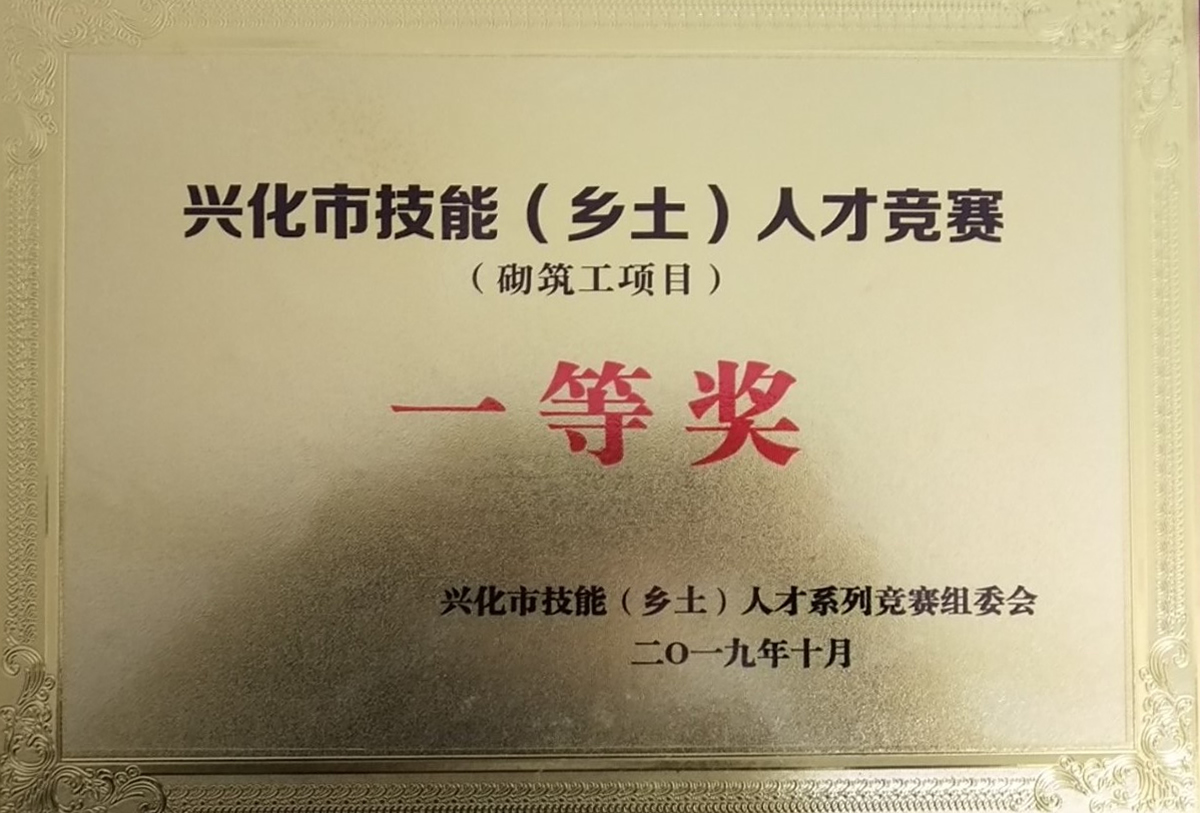 兴化市技能（乡土）人才竞赛
（砌筑工项目）
一等奖
兴化市技能（乡土）人才系列竞赛组委会
二O一九年十月